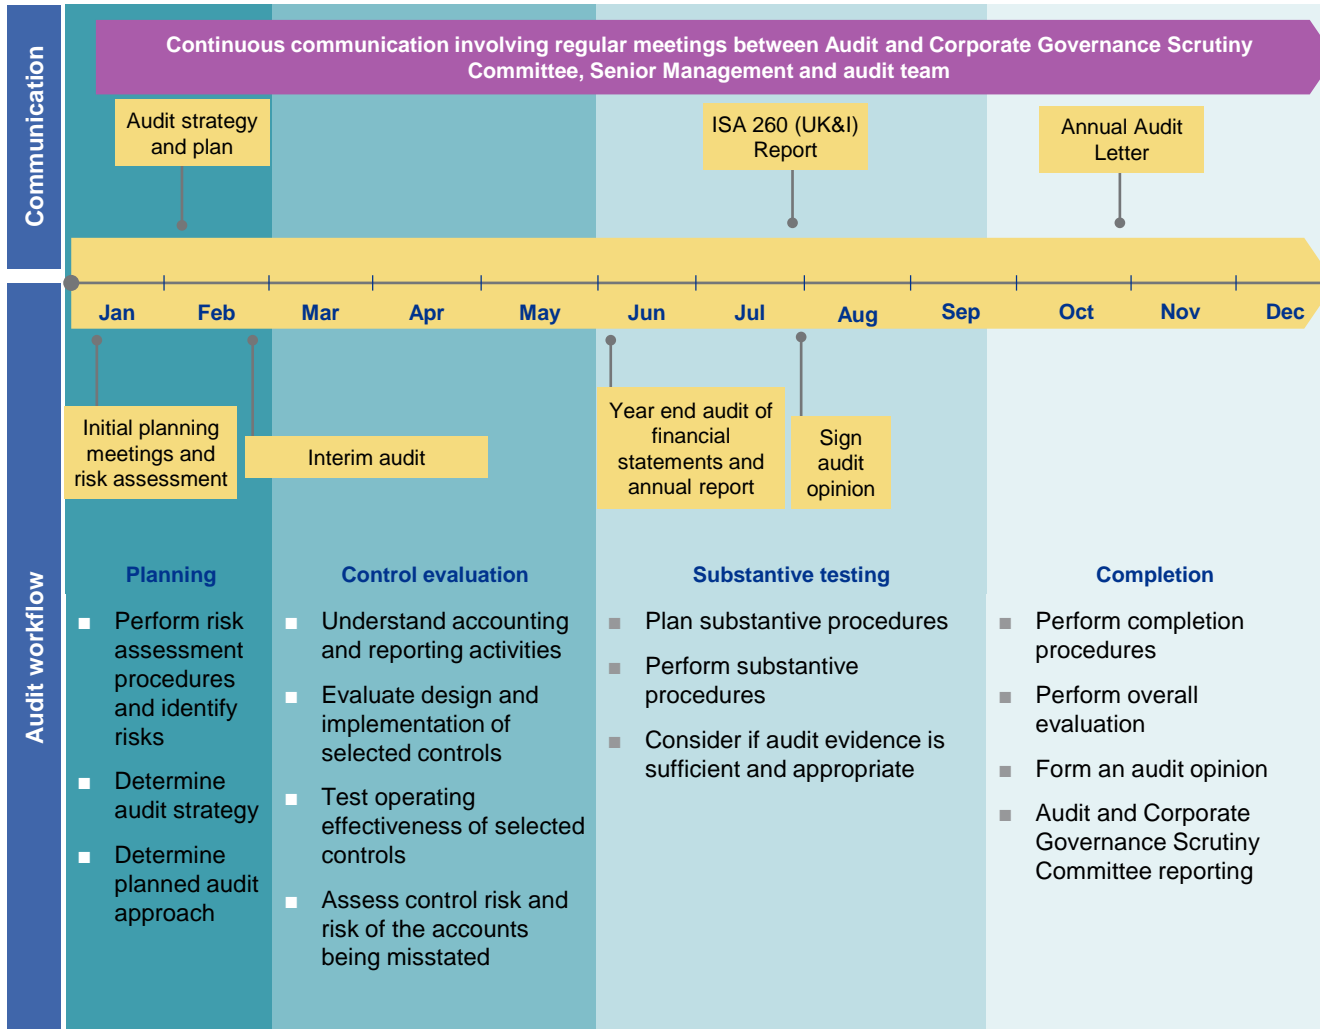 Communication
Continuous communication involving regular meetings between Audit and Corporate Governance Scrutiny
Committee, Senior Management and audit team
Audit strategy
and plan
ISA 260 (UK&I)
Report
Annual Audit
Letter
Jan Feb Mar Apr May Jun Jul Aug Sep Oct Nov Dec
Audit workflow
Initial planning
meetings and
risk assessment
Interim audit
Year end audit of
financial
statements and
annual report
Sign
audit
opinion
Planning
Perform risk
assessment
procedures
and identify
risks
Determine
audit strategy
Determine
planned audit
approach
Control evaluation
Understand accounting
and reporting activities
Evaluate design and
implementation of
selected controls
Test operating
effectiveness of selected
controls
Assess control risk and
risk of the accounts
being misstated
Substantive testing
Plan substantive procedures
Perform substantive
procedures
Consider if audit evidence is
sufficient and appropriate
Completion
Perform completion
procedures
Perform overall
evaluation
Form an audit opinion
Audit and Corporate
Governance Scrutiny
Committee reporting